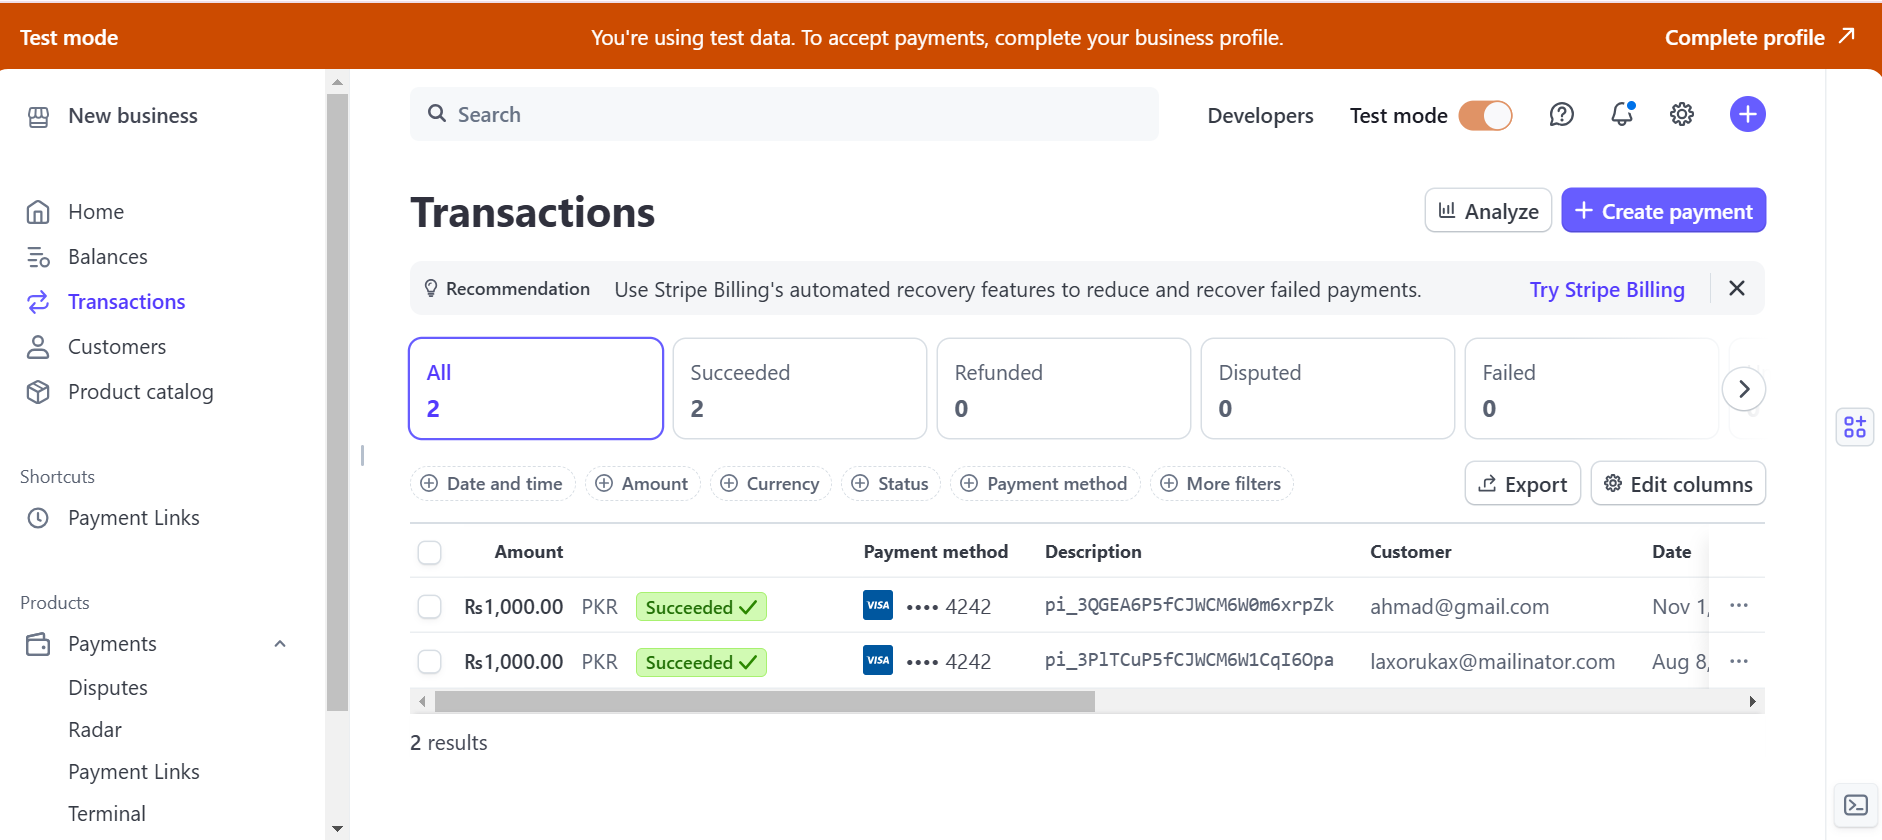 Test mode
You're using test data. To accept payments, complete your business profile.
Complete profile
New business
Search
Developers
Test mode
Home
Balances
Transactions
Customers
Product catalog
Shortcuts
Payment Links
Products
Payments
Disputes
Radar
Payment Links
Terminal
Transactions
Analyze
Create payment
Recommendation Use Stripe Billing's automated recovery features to reduce and recover failed payments. Try Stripe Billing
All
2
Succeeded
2
Refunded
0
Disputed
0
Failed
0
Date and time Amount Currency Status Payment method More filters
Export Edit columns
Amount Payment method Description Customer Date
₨1,000.00 PKR Succeeded VISA •••• 4242 pi_3QGEA6P5fCJWCM6W0m6xrpZk ahmad@gmail.com Nov 1,
₨1,000.00 PKR Succeeded VISA •••• 4242 pi_3PlTCuP5fCJWCM6W1CqI6Opa laxorukax@mailinator.com Aug 8,
2 results